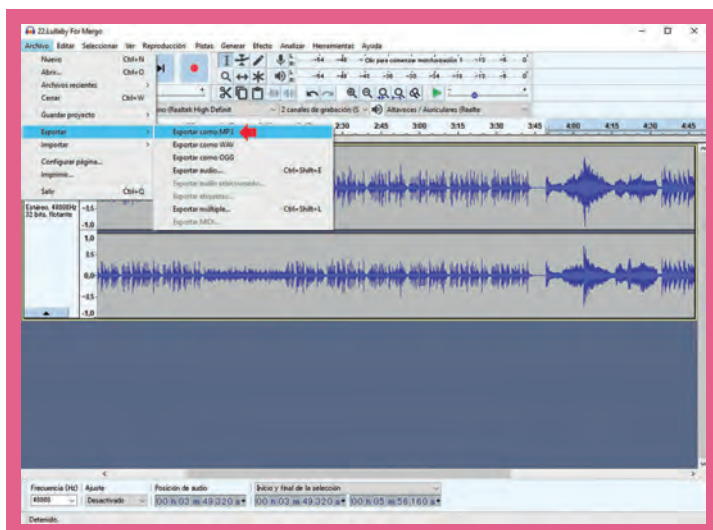 22.Lullaby For Mergo
Archivo Editar Seleccionar Ver Reproducción Pistas Generar Efecto Analizar Herramientas Ayuda
Nuevo Ctrl+N
Abrir... Ctrl+O
Archivos recientes
Cerrar Ctrl+W
Guardar proyecto
Exportar
Importar
Configurar página...
Imprimir...
Salir Ctrl+Q
Exportar como MP3
Exportar como WAV
Exportar como OGG
Exportar audio... Ctrl+Shift+E
Exportar audio seleccionado...
Exportar etiquetas...
Exportar múltiple... Ctrl+Shift+L
Exportar MIDI...
Clic para comenzar monitorización
(Realtek High Definit 2 canales de grabación (S Altavoces / Auriculares (Realte
2:30 2:45 3:00 3:15 3:30 3:45 4:00 4:15 4:30 4:45
Estéreo, 48000Hz
32 bits, flotante
-1,0
1,0
0,0
-1,0
Frecuencia (Hz) Ajuste Posición de audio Inicio y final de la selección
48000 Desactivado 00 h 03 m 49.320 s 00 h 03 m 49.320 s 00 h 05 m 56.160 s
Detenido.